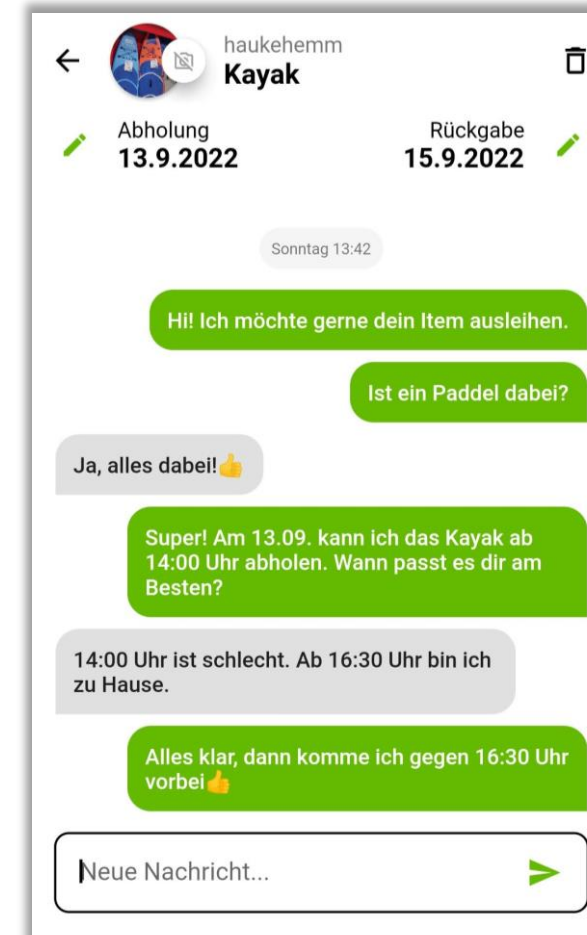 haukehemm
Kayak
Abholung
13.9.2022
Rückgabe
15.9.2022
Sonntag 13:42
Hi! Ich möchte gerne dein Item ausleihen.
Ist ein Paddel dabei?
Ja, alles dabei!👍
Super! Am 13.09. kann ich das Kayak ab
14:00 Uhr abholen. Wann passt es dir am
Besten?
14:00 Uhr ist schlecht. Ab 16:30 Uhr bin ich
zu Hause.
Alles klar, dann komme ich gegen 16:30 Uhr
vorbei👍
Neue Nachricht...